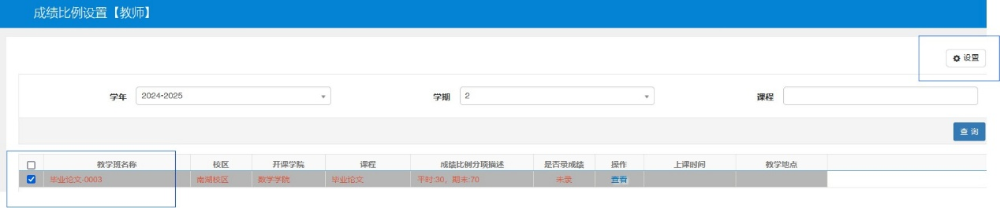 成绩比例设置【教师】
设置
学年 2024-2025 学期 2 课程
查 询
教学班名称 校区 开课学院 课程 成绩比例分项描述 是否录成绩 操作 上课时间 教学地点
毕业论文-0003 南湖校区 数学学院 毕业论文 平时:30，期末:70 未录 查看